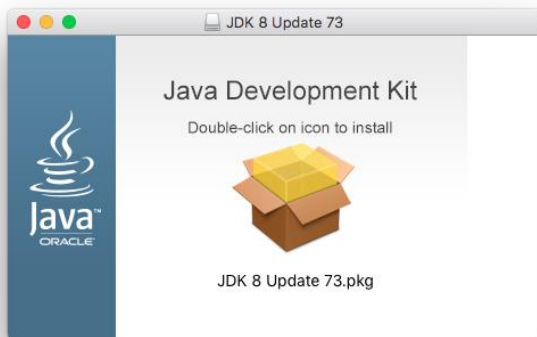 JDK 8 Update 73
Java Development Kit
Double-click on icon to install
Java™
ORACLE
JDK 8 Update 73.pkg